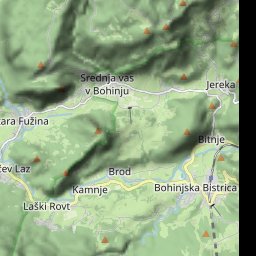 Srednja vas
v Bohinju
Jereka
ara Fužina
Bitnje
ev Laz
Brod
Kamnje
Bohinjska Bistrica
Laški Rovt